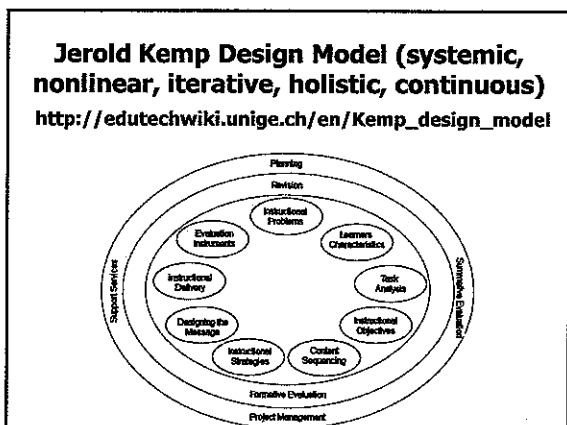 Jerold Kemp Design Model (systemic,
nonlinear, iterative, holistic, continuous)
http://edutechwiki.unige.ch/en/Kemp_design_model
Planning
Revision
Instructional
Problems
Evaluation
Instruments
Learners
Characteristics
Support Services
Instructional
Delivery
Task
Analysis
Summative Evaluation
Designing the
Message
Instructional
Objectives
Instructional
Strategies
Content
Sequencing
Formative Evaluation
Project Management